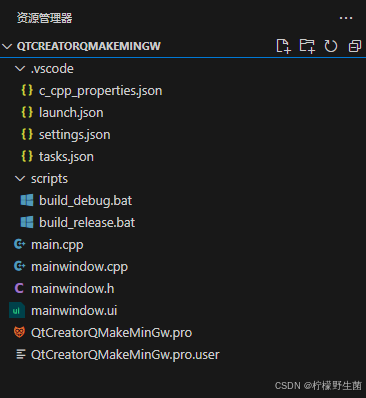 资源管理器
QTCREATORQMAKEMINGW
.vscode
c_cpp_properties.json
launch.json
settings.json
tasks.json
scripts
build_debug.bat
build_release.bat
main.cpp
mainwindow.cpp
C mainwindow.h
ui mainwindow.ui
QtCreatorQMakeMinGw.pro
QtCreatorQMakeMinGw.pro.user
CSDN @柠檬野生菌